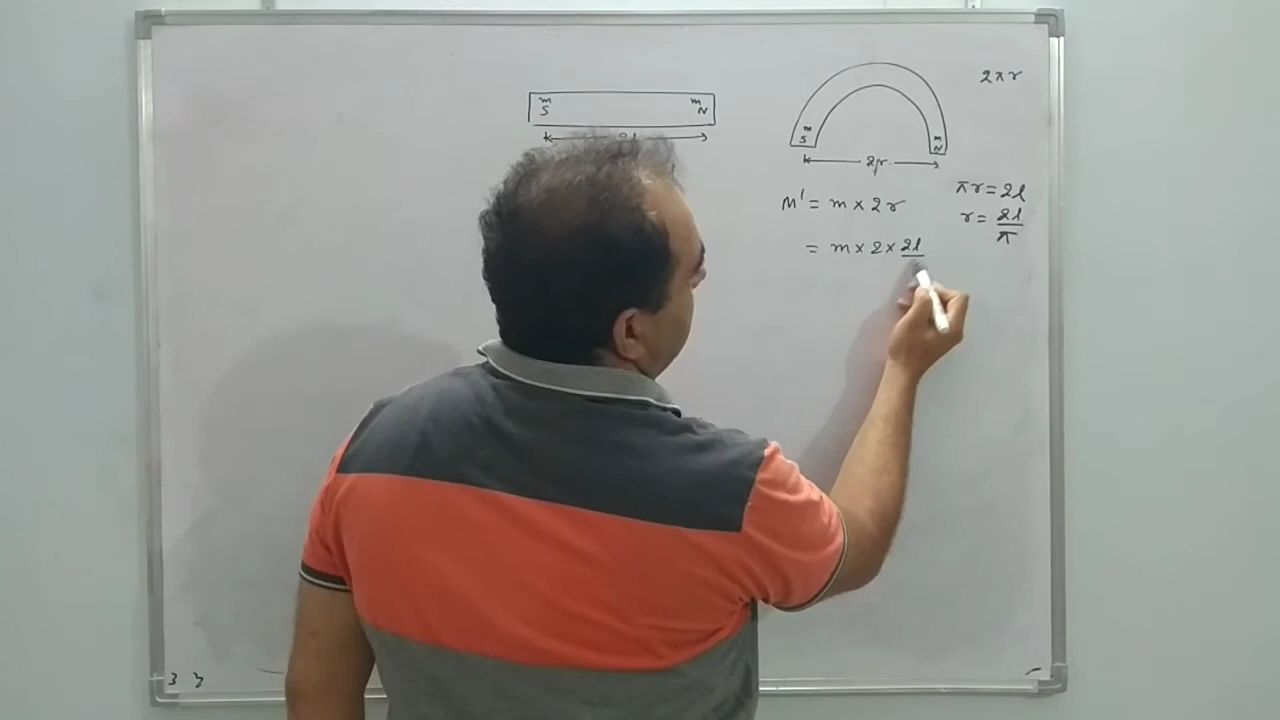 m m
S N
2l
2πr
m m
S N
2r
M' = m × 2r
πr = 2l
r = 2l/π
= m × 2 × 2l